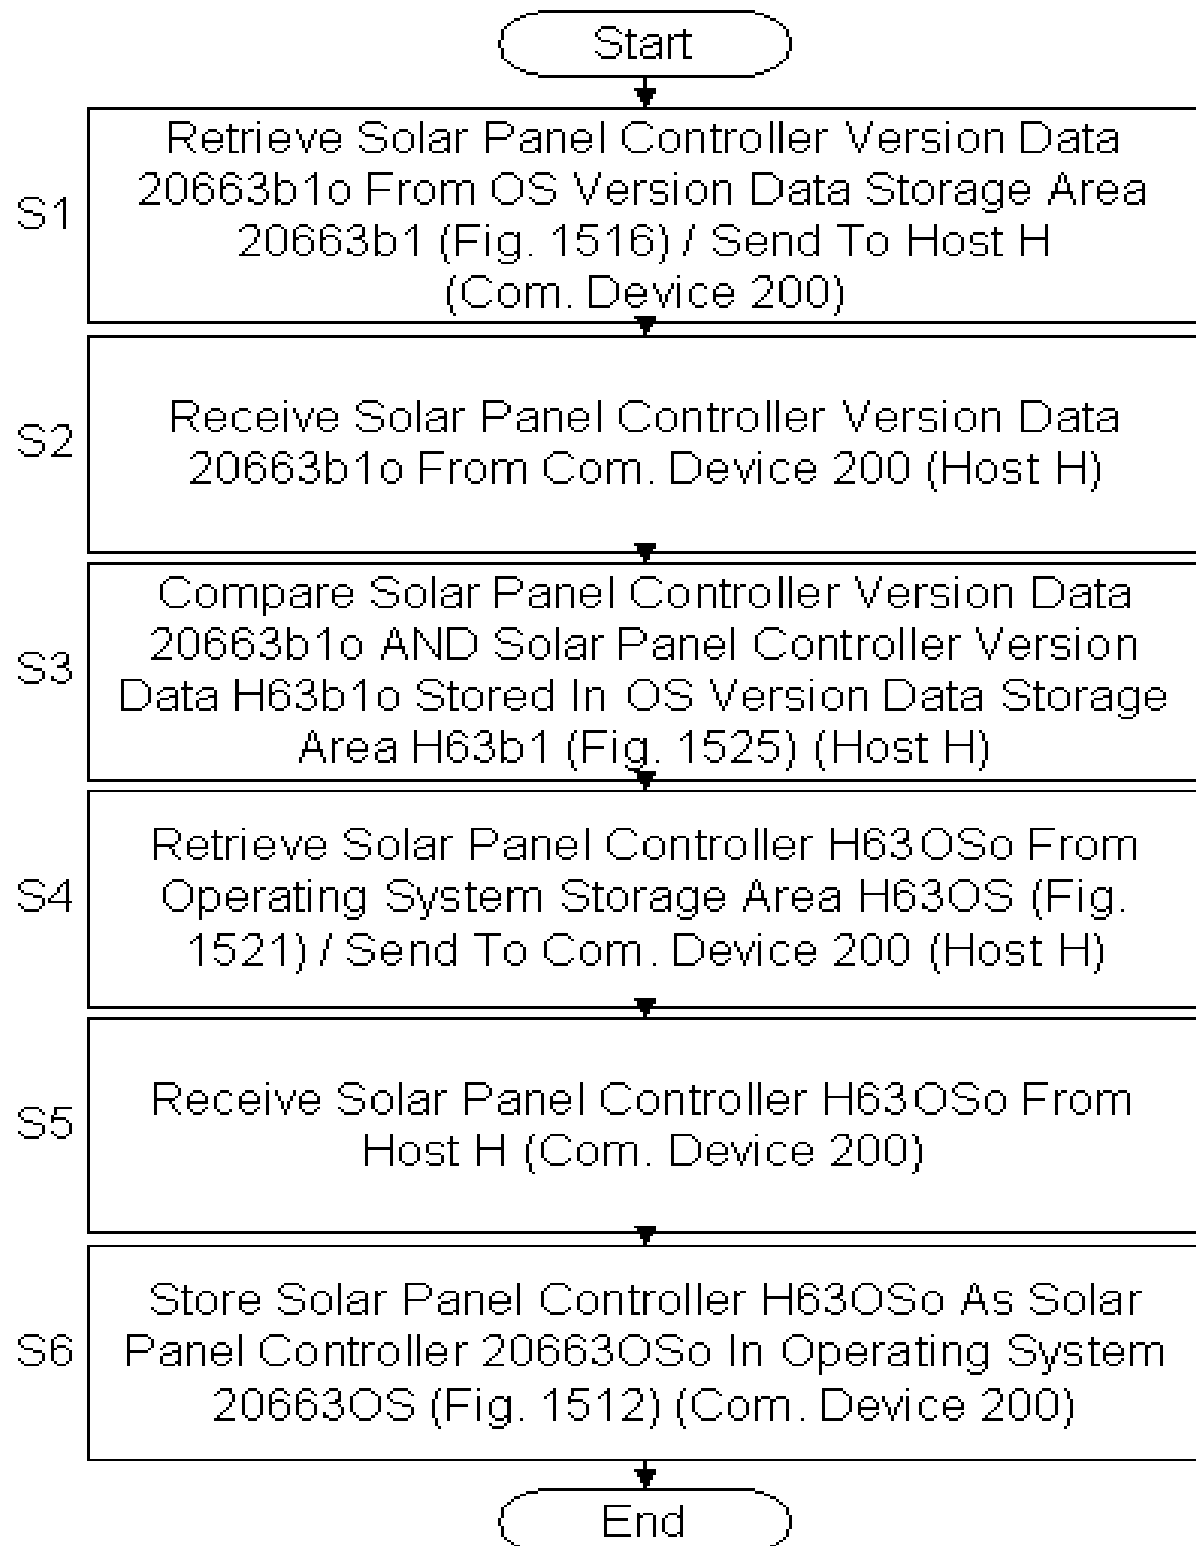 Start
S1
Retrieve Solar Panel Controller Version Data
20663b1o From OS Version Data Storage Area
20663b1 (Fig. 1516) / Send To Host H
(Com. Device 200)
S2
Receive Solar Panel Controller Version Data
20663b1o From Com. Device 200 (Host H)
S3
Compare Solar Panel Controller Version Data
20663b1o AND Solar Panel Controller Version
Data H63b1o Stored In OS Version Data Storage
Area H63b1 (Fig. 1525) (Host H)
S4
Retrieve Solar Panel Controller H63OSo From
Operating System Storage Area H63OS (Fig.
1521) / Send To Com. Device 200 (Host H)
S5
Receive Solar Panel Controller H63OSo From
Host H (Com. Device 200)
S6
Store Solar Panel Controller H63OSo As Solar
Panel Controller 20663OSo In Operating System
20663OS (Fig. 1512) (Com. Device 200)
End